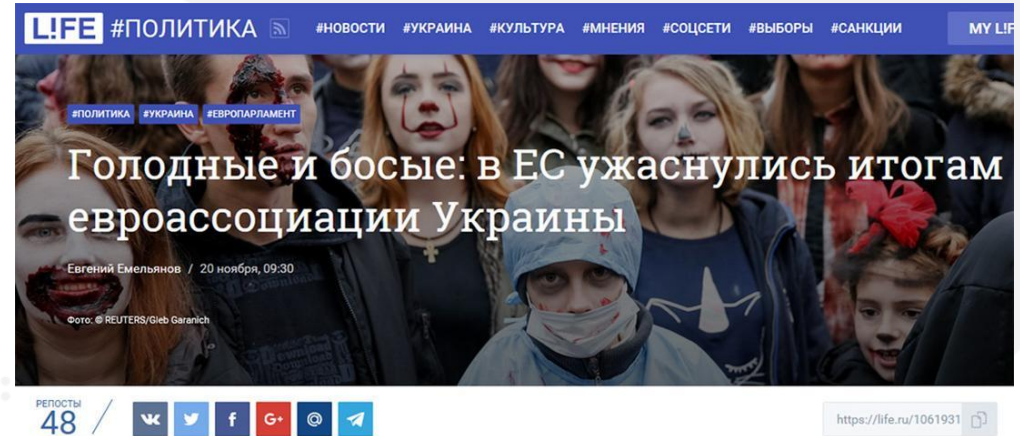 L!FE #ПОЛИТИКА #НОВОСТИ #УКРАИНА #КУЛЬТУРА #МНЕНИЯ #СОЦСЕТИ #ВЫБОРЫ #САНКЦИИ MY L!F
#ПОЛИТИКА #УКРАИНА #ЕВРОПАРЛАМЕНТ
Голодные и босые: в ЕС ужаснулись итогам
евроассоциации Украины
Евгений Емельянов / 20 ноября, 09:30
Фото: © REUTERS/Gleb Garanich
РЕПОСТЫ
48
f G+ @
https://life.ru/1061931